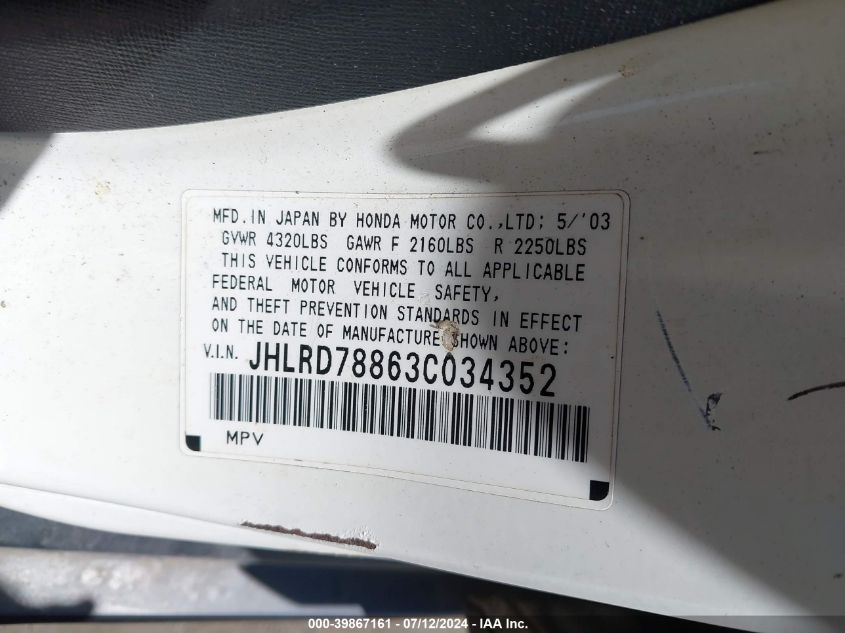 MFD. IN JAPAN BY HONDA MOTOR CO.,LTD; 5/'03
GVWR 4320LBS GAWR F 2160LBS R 2250LBS
THIS VEHICLE CONFORMS TO ALL APPLICABLE
FEDERAL MOTOR VEHICLE SAFETY,
AND THEFT PREVENTION STANDARDS IN EFFECT
ON THE DATE OF MANUFACTURE SHOWN ABOVE:
V.I.N. JHLRD78863C034352
MPV
000-39867161 - 07/12/2024 - IAA Inc.